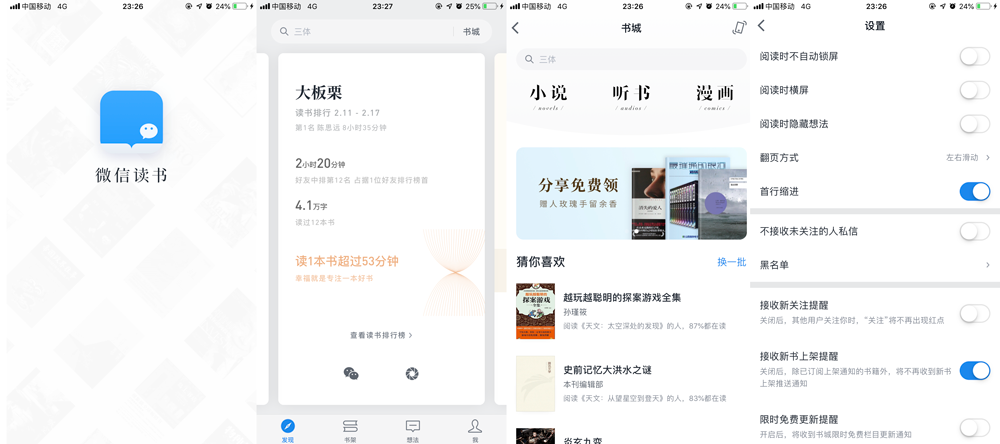 中国移动 4G 23:26 24%
微信读书
中国移动 4G 23:27 25%
三体 书城
大板栗
读书排行 2.11 - 2.17
第1名 陈思远 8小时35分钟
2小时20分钟
好友中排第12名 占据1位好友排行榜首
4.1万字
读过12本书
读1本书超过53分钟
幸福就是专注一本好书
查看读书排行榜 >
发现 书架 想法 我
中国移动 4G 23:26 24%
书城
三体
小说 听书 漫画
/ novels / / audios / / comics /
分享免费领
赠人玫瑰手留余香
猜你喜欢 换一批
越玩越聪明的探案游戏全集
孙瑾筱
阅读《天文：太空深处的发现》的人，87%都在读
探案游戏
史前记忆大洪水之谜
本刊编辑部
阅读《天文：从望星空到登天》的人，83%都在读
炎玄九变
中国移动 4G 23:26 24%
设置
阅读时不自动锁屏
阅读时横屏
阅读时隐藏想法
翻页方式 左右滑动 >
首行缩进
不接收未关注的人私信
黑名单 >
接收新关注提醒
关闭后，其他用户关注你时，“关注”将不再出现红点
接收新书上架提醒
关闭后，除已订阅上架通知的书籍外，将不再收到新书
上架推送通知
限时免费更新提醒
开启后，将收到书城限时免费栏目更新通知